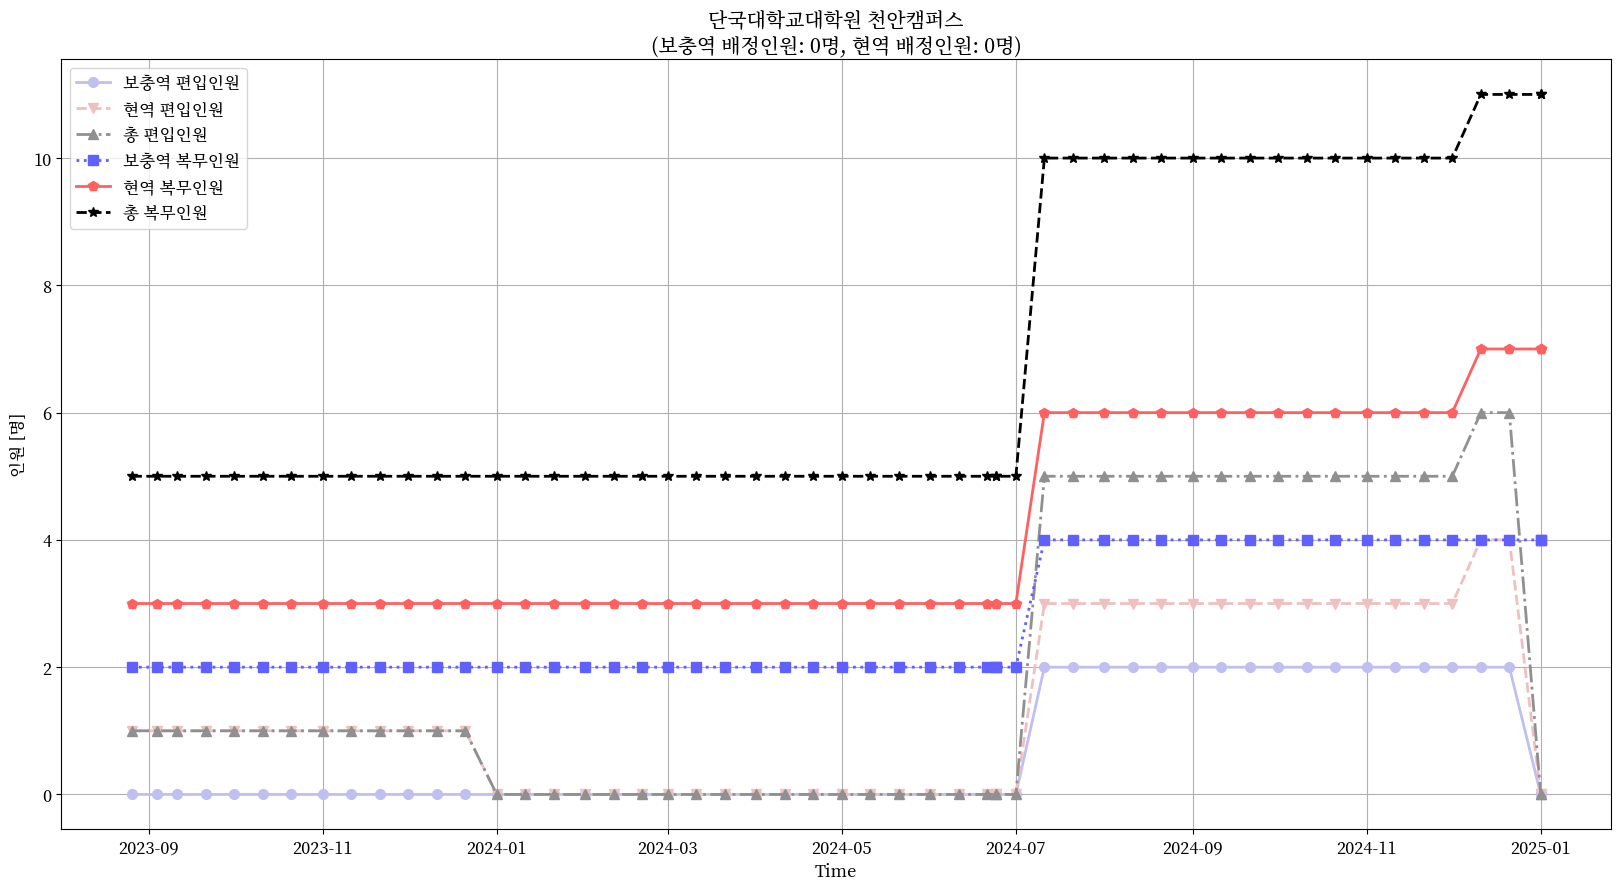 단국대학교대학원 천안캠퍼스
(보충역 배정인원: 0명, 현역 배정인원: 0명)
보충역 편입인원
현역 편입인원
총 편입인원
보충역 복무인원
현역 복무인원
총 복무인원
인원 [명]
10
8
6
4
2
0
2023-09
2023-11
2024-01
2024-03
2024-05
2024-07
2024-09
2024-11
2025-01
Time